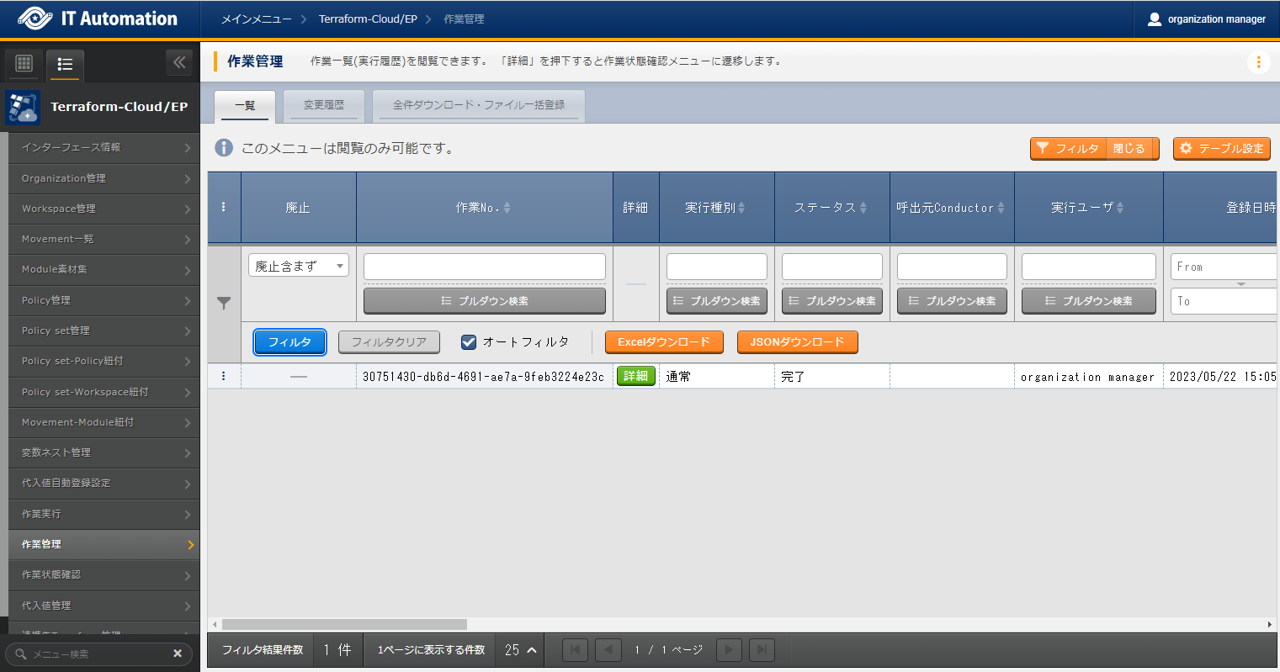 IT Automation
メインメニュー
Terraform-Cloud/EP
作業管理
organization manager
Terraform-Cloud/EP
インターフェース情報
Organization管理
Workspace管理
Movement一覧
Module素材集
Policy管理
Policy set管理
Policy set-Policy紐付
Policy set-Workspace紐付
Movement-Module紐付
変数ネスト管理
代入値自動登録設定
作業実行
作業管理
作業状態確認
代入値管理
メニュー検索
作業管理
作業一覧(実行履歴)を閲覧できます。 「詳細」を押下すると作業状態確認メニューに遷移します。
一覧
変更履歴
全件ダウンロード・ファイル一括登録
このメニューは閲覧のみ可能です。
フィルタ 閉じる
テーブル設定
廃止 作業No. 詳細 実行種別 ステータス 呼出元Conductor 実行ユーザ 登録日時
廃止含まず
From
プルダウン検索 プルダウン検索 プルダウン検索 プルダウン検索 プルダウン検索
To
フィルタ フィルタクリア オートフィルタ Excelダウンロード JSONダウンロード
30751430-db6d-4691-ae7a-9feb3224e23c 詳細 通常 完了 organization manager 2023/05/22 15:05
フィルタ結果件数 1 件 1ページに表示する件数 25 1 / 1 ページ